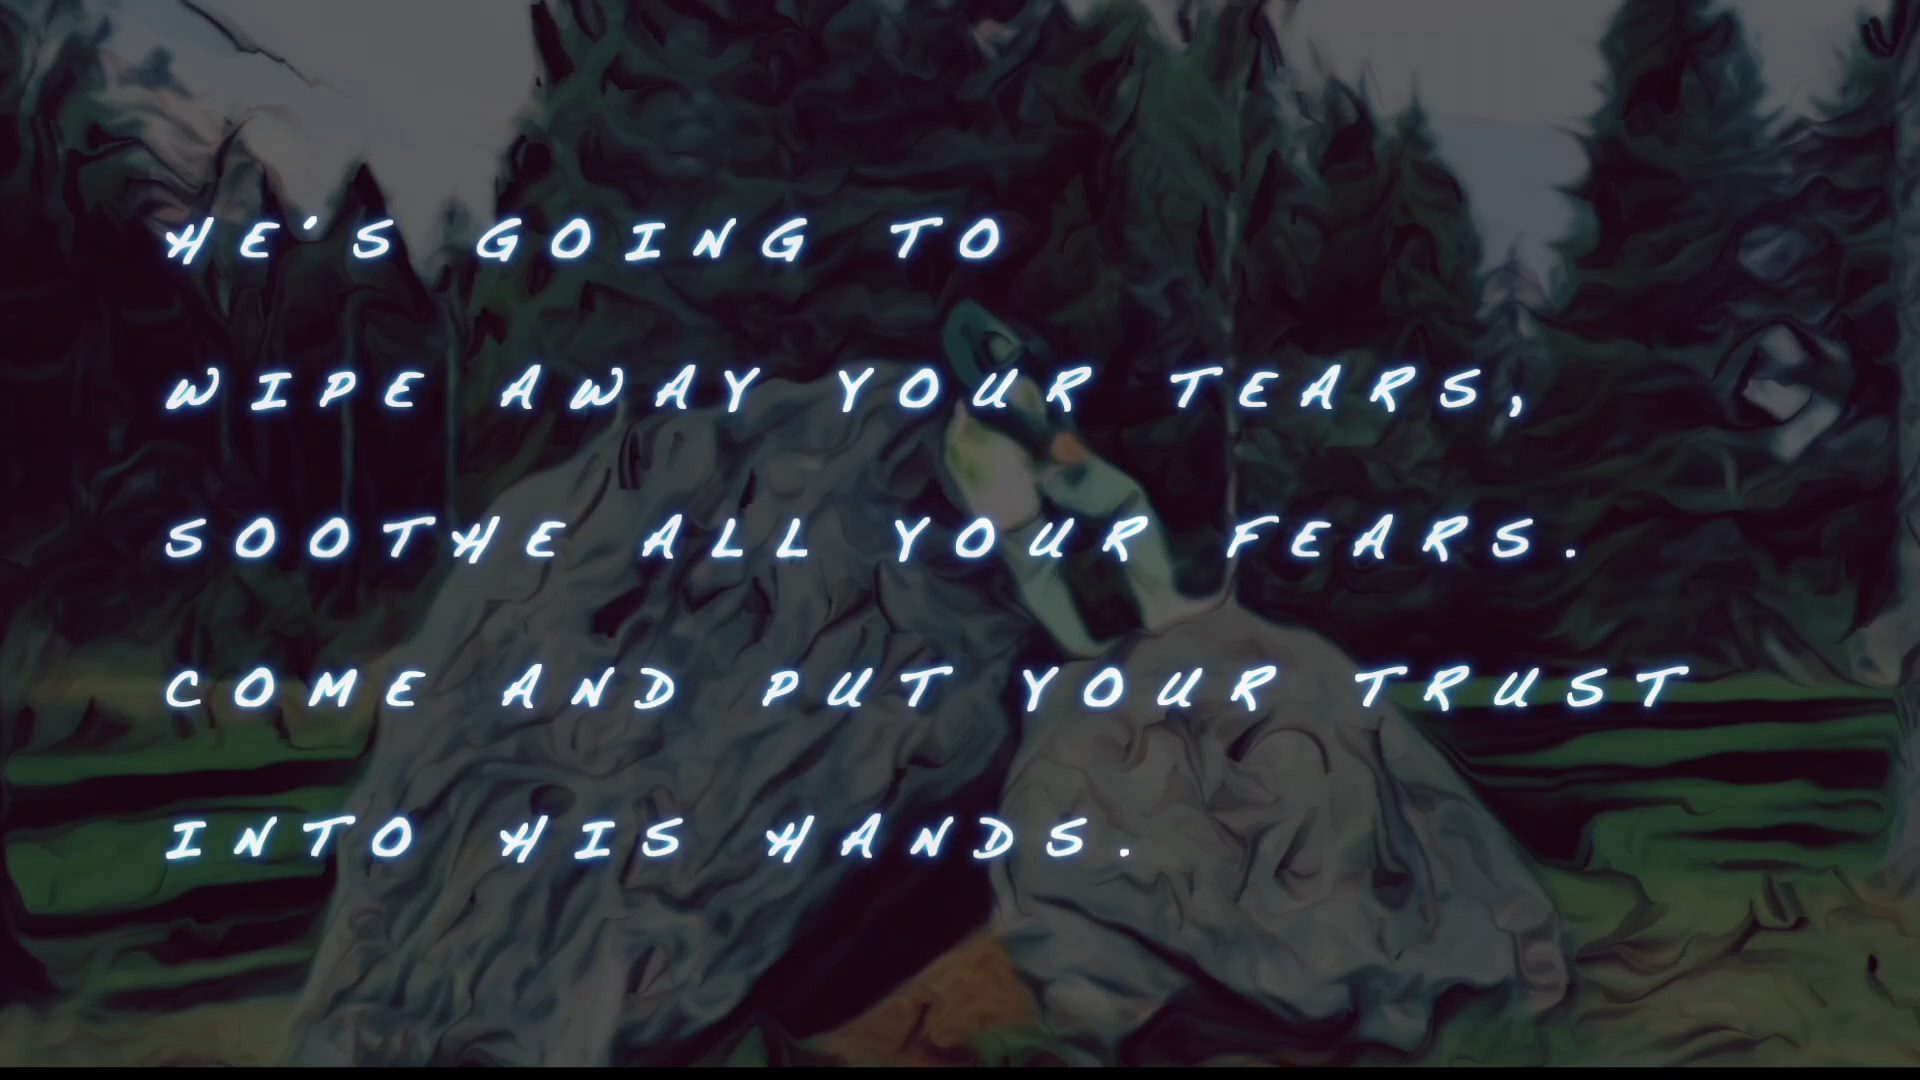 HE'S GOING TO
WIPE AWAY YOUR TEARS,
SOOTHE ALL YOUR FEARS.
COME AND PUT YOUR TRUST
INTO HIS HANDS.